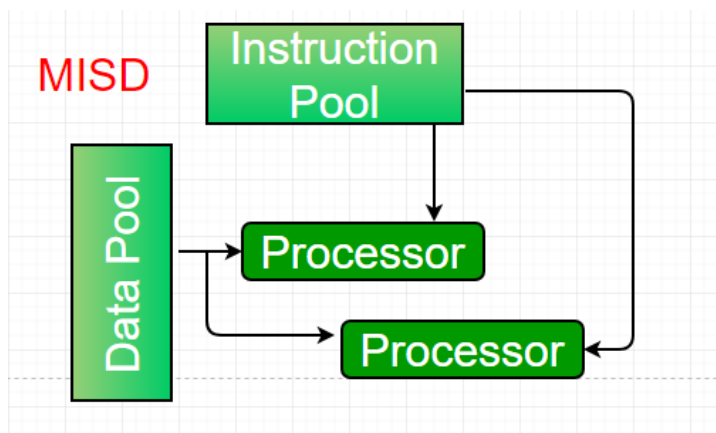 MISD
Instruction
Pool
Data Pool
Processor
Processor